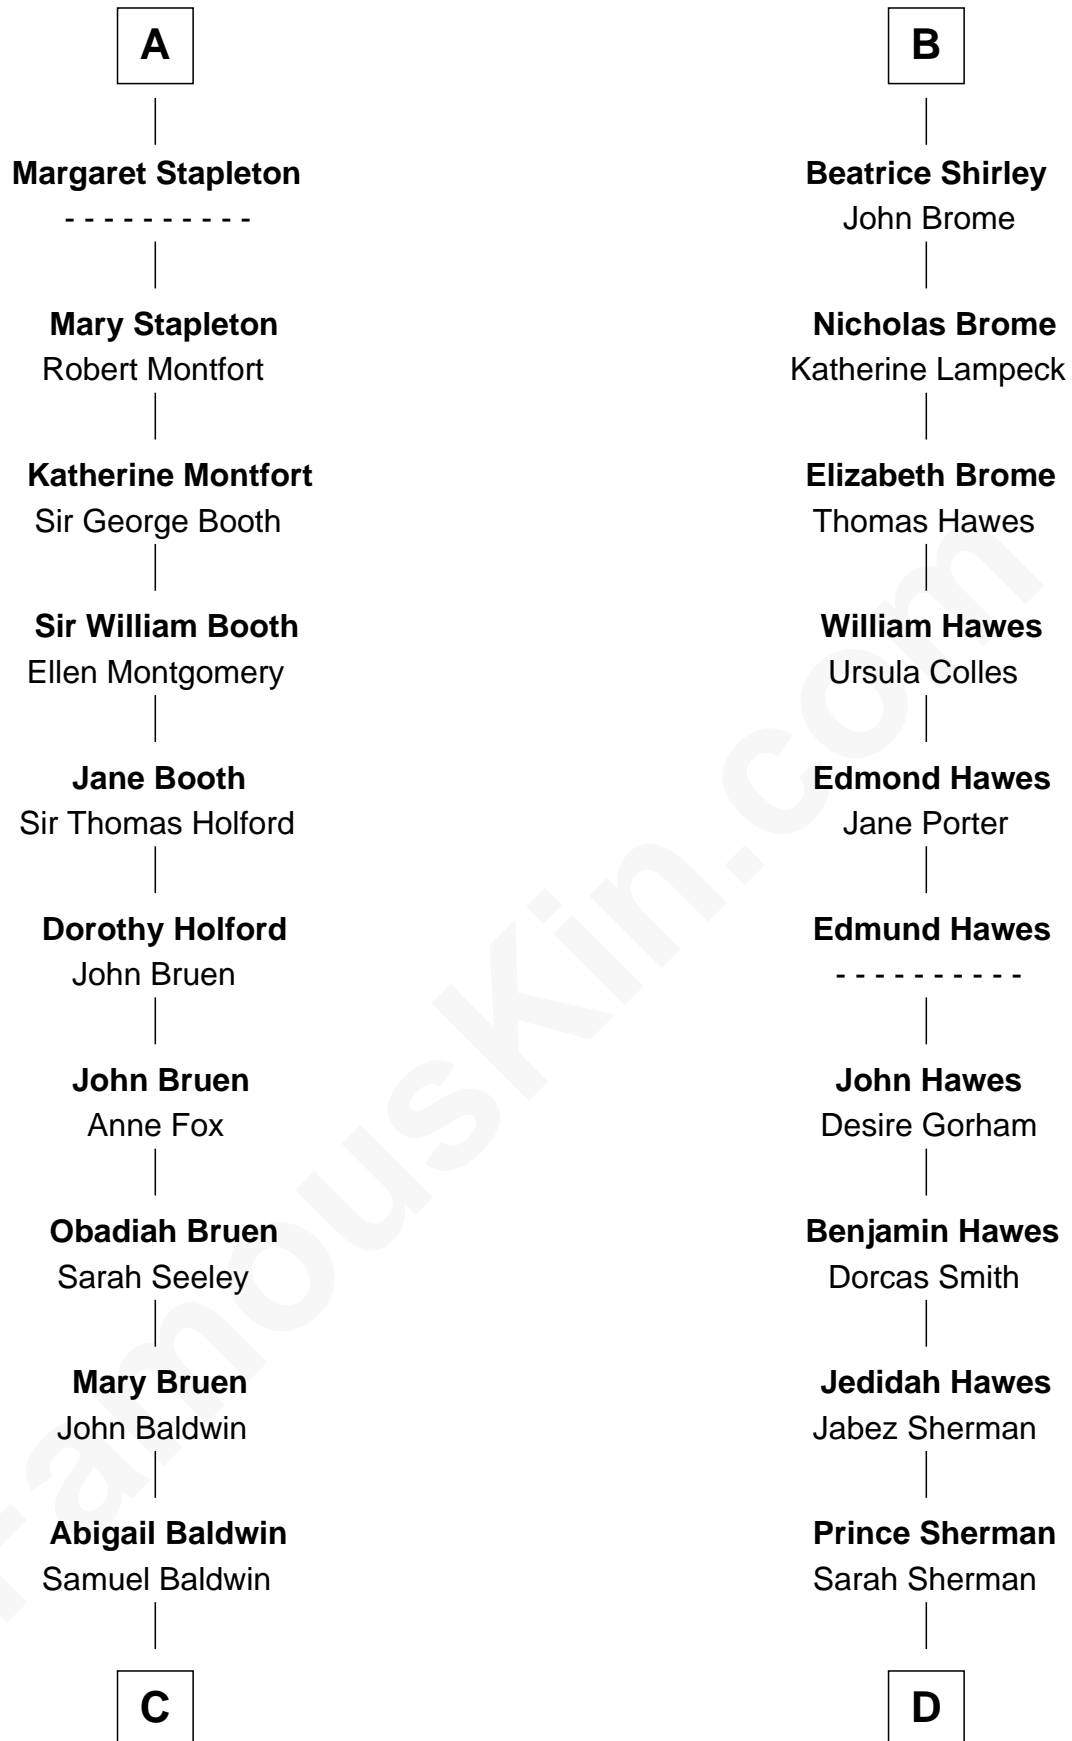 A
Margaret Stapleton
- - - - - - - - - -
Mary Stapleton
Robert Montfort
Katherine Montfort
Sir George Booth
Sir William Booth
Ellen Montgomery
Jane Booth
Sir Thomas Holford
Dorothy Holford
John Bruen
John Bruen
Anne Fox
Obadiah Bruen
Sarah Seeley
Mary Bruen
John Baldwin
Abigail Baldwin
Samuel Baldwin
C
B
Beatrice Shirley
John Brome
Nicholas Brome
Katherine Lampeck
Elizabeth Brome
Thomas Hawes
William Hawes
Ursula Colles
Edmond Hawes
Jane Porter
Edmund Hawes
- - - - - - - - - -
John Hawes
Desire Gorham
Benjamin Hawes
Dorcas Smith
Jedidah Hawes
Jabez Sherman
Prince Sherman
Sarah Sherman
D
FamousKin.com